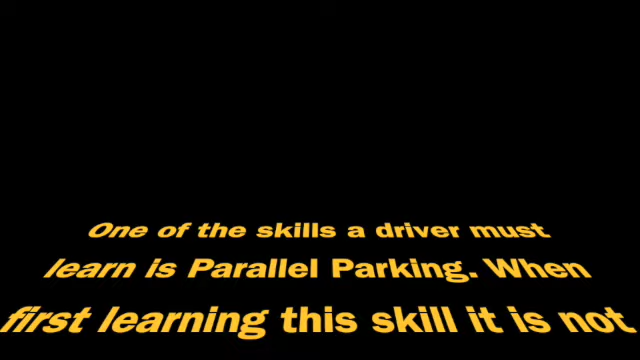 One of the skills a driver must
learn is Parallel Parking. When
first learning this skill it is not